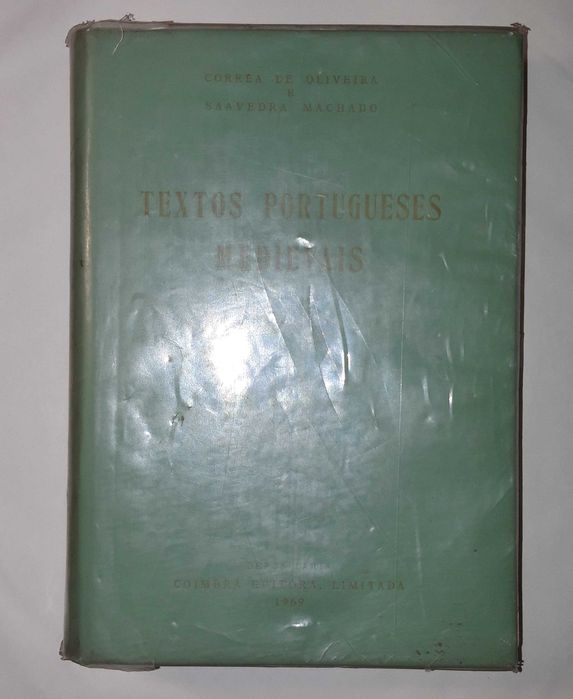 CORRÊA DE OLIVEIRA
E
SAAVEDRA MACHADO
TEXTOS PORTUGUESES
MEDIEVAIS
COIMBRA EDITORA, LIMITADA
1969